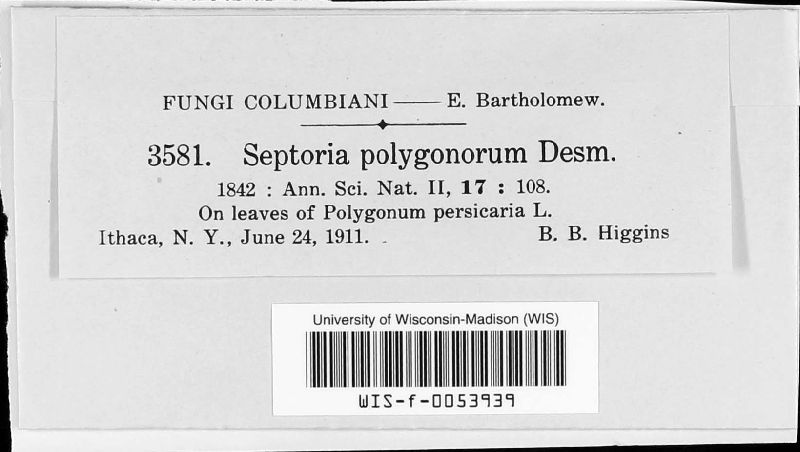 FUNGI COLUMBIANI — E. Bartholomew.
3581. Septoria polygonorum Desm.
1842 : Ann. Sci. Nat. II, 17 : 108.
On leaves of Polygonum persicaria L.
Ithaca, N. Y., June 24, 1911. B. B. Higgins
University of Wisconsin-Madison (WIS)
WIS-f-0053939